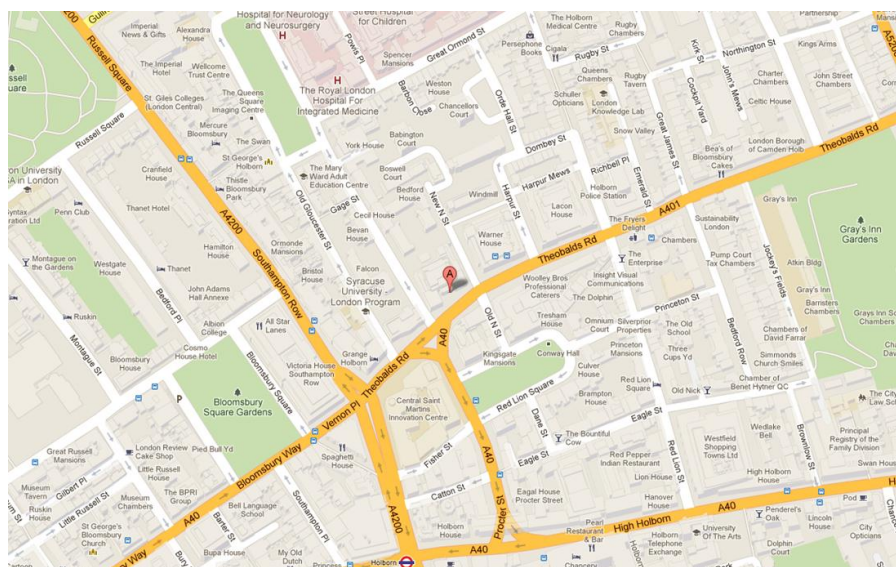 4200
Russell Square
Imperial
News & Gifts
Alexandra
House
Hospital for Neurology
and Neurosurgery
H
Powis Pl
Street Hospital
for Children
Spencer
Mansions
Great Ormond St
The Holborn
Medical Centre
Persephone
Books
Cigala
Rugby St
Rugby
Chambers
Kirk St
Northington St
Partnership
Kings Arms
The Imperial
Hotel
Wellcome
Trust Centre
The Queens
Square
Imaging Centre
St. Giles Colleges
(London Central)
H
The Royal London
Hospital For
Integrated Medicine
Barbon Close
Weston
House
Chancellors
Court
Orde Hall St
Queens
Chambers
Rugby
Tavern
Schuller
Opticians
London
Knowledge Lab
Snow Valley
Cockpit Yard
John's Mews
Charter
Chambers
Celtic House
John Street
Chambers
Great James St
Russell Square
Mercure
Bloomsbury
The Swan
St George's
Holborn
Thistle
Bloomsbury
Park
York House
Babington
Court
Boswell
Court
Bedford
House
Dombey St
Harpur Mews
Richbell Pl
Emerald St
Bea's of
Bloomsbury
Cakes
London Borough
of Camden Hob
Theobalds Rd
Cranfield
House
Thanet Hotel
The Mary
Ward Adult
Education Centre
Gage St
Old Gloucester St
Cecil House
Bevan
House
New N St
Windmill
Harpur St
Lacon
House
Holborn
Police Station
A401
Sustainability
London
Gray's Inn
Gray's Inn
Gardens
Penn Club
Montague on
the Gardens
Westgate
House
Thanet
Hamilton
House
A4200
Southampton Row
Ormonde
Mansions
Bristol
House
Falcon
Syracuse
University -
London Program
A
Warner
House
Theobalds Rd
The Fryers
Delight
Chambers
The
Enterprise
Pump Court
Tax Chambers
Jockey's Fields
Atkin Bldg
Gray's Inn
Barristers
Chambers
Woolley Bros
Professional
Caterers
Insight Visual
Communications
The Dolphin
Princeton St
Bedford Row
Ruskin
John Adams
Hall Annexe
Bedford Pl
Albion
College
All Star
Lanes
Cosmo
House Hotel
Montague St
Bloomsbury
House
Victoria House
Southampton
Row
Grange
Holborn
Theobalds Rd
A40
Old N St
Tresham
House
Omnium
Court
Silverprice
Properties
Princeton
Mansions
The Old
School
Three
Cups Yd
Chambers of
David Farrar
Simmonds
Church Smiles
Kingsgate
Mansions
Conway Hall
Culver
House
Brampton
House
Red Lion
Square
Old Nick
Chamber of
Benet Hytner QC
Bloomsbury
Square Gardens
Bloomsbury Square
P
Vernon Pl
Central Saint
Martins
Innovation Centre
Red Lion Square
Dane St
Eagle St
Red Lion St
The City
Law Sch
Great Russell
Mansions
London Review
Cake Shop
Pied Bull Yd
Bloomsbury Way
Spaghetti
House
Fisher St
A40
The Bountiful
Cow
Eagle St
Westfield
Shopping
Towns Ltd
Wedlake
Bell
Brownlow St
Principal
Registry of the
Family Division
Gilbert Pl
Little Russell
House
Museum
Tavern
Ruskin
House
Little Russell St
Museum
Chambers
The BPRI
Group
A40
Barter St
Bell Language
School
Southampton Pl
A4200
Catton St
Procter St
Eagal House
Procter Street
Red Pepper
Indian Restaurant
Lion House
Hanover
House
High Holborn
House
Swan Hous
High Holborn
A40
Pod
Penderel's
Oak
Lincoln
House
St George's
Bloomsbury
Church
Bury
Bupa House
My Old
Dutch
Princess
Holborn
Holborn
House
A40
Pearl
Restaurant
& Bar
Chancery
Holborn
Telephone
Exchange
University
Of The Arts
Thavies